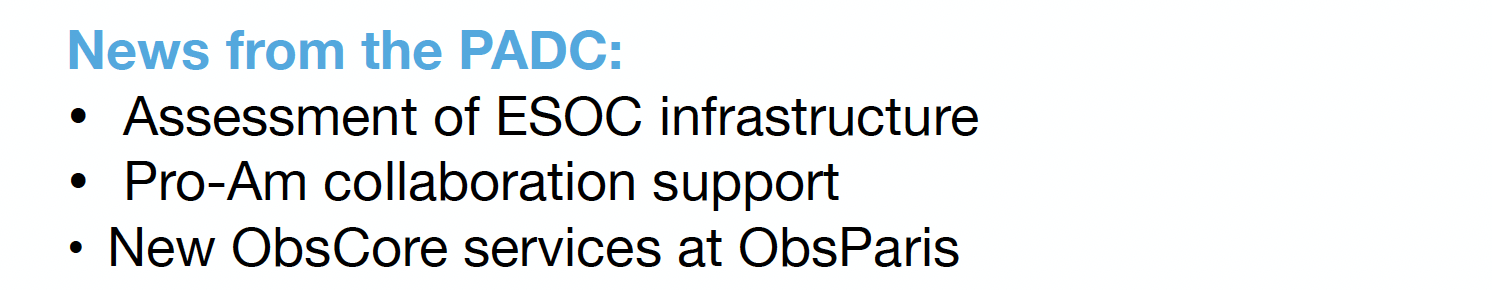 News from the PADC:
• Assessment of ESOC infrastructure
• Pro-Am collaboration support
• New ObsCore services at ObsParis